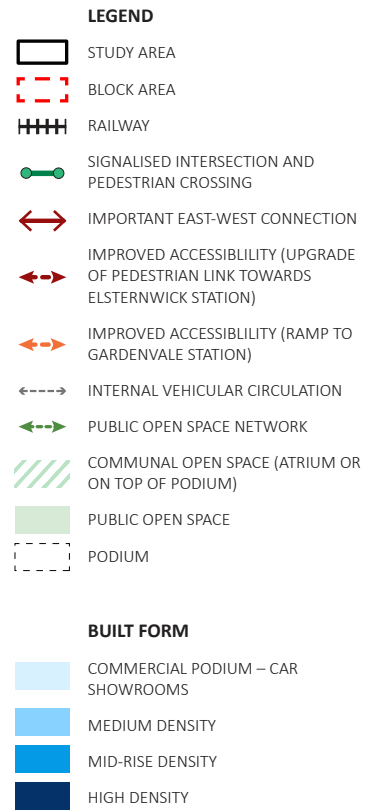 LEGEND
STUDY AREA
BLOCK AREA
RAILWAY
SIGNALISED INTERSECTION AND
PEDESTRIAN CROSSING
IMPORTANT EAST-WEST CONNECTION
IMPROVED ACCESSIBLILITY (UPGRADE
OF PEDESTRIAN LINK TOWARDS
ELSTERNWICK STATION)
IMPROVED ACCESSIBLILITY (RAMP TO
GARDENVALE STATION)
INTERNAL VEHICULAR CIRCULATION
PUBLIC OPEN SPACE NETWORK
COMMUNAL OPEN SPACE (ATRIUM OR
ON TOP OF PODIUM)
PUBLIC OPEN SPACE
PODIUM
BUILT FORM
COMMERCIAL PODIUM – CAR
SHOWROOMS
MEDIUM DENSITY
MID-RISE DENSITY
HIGH DENSITY